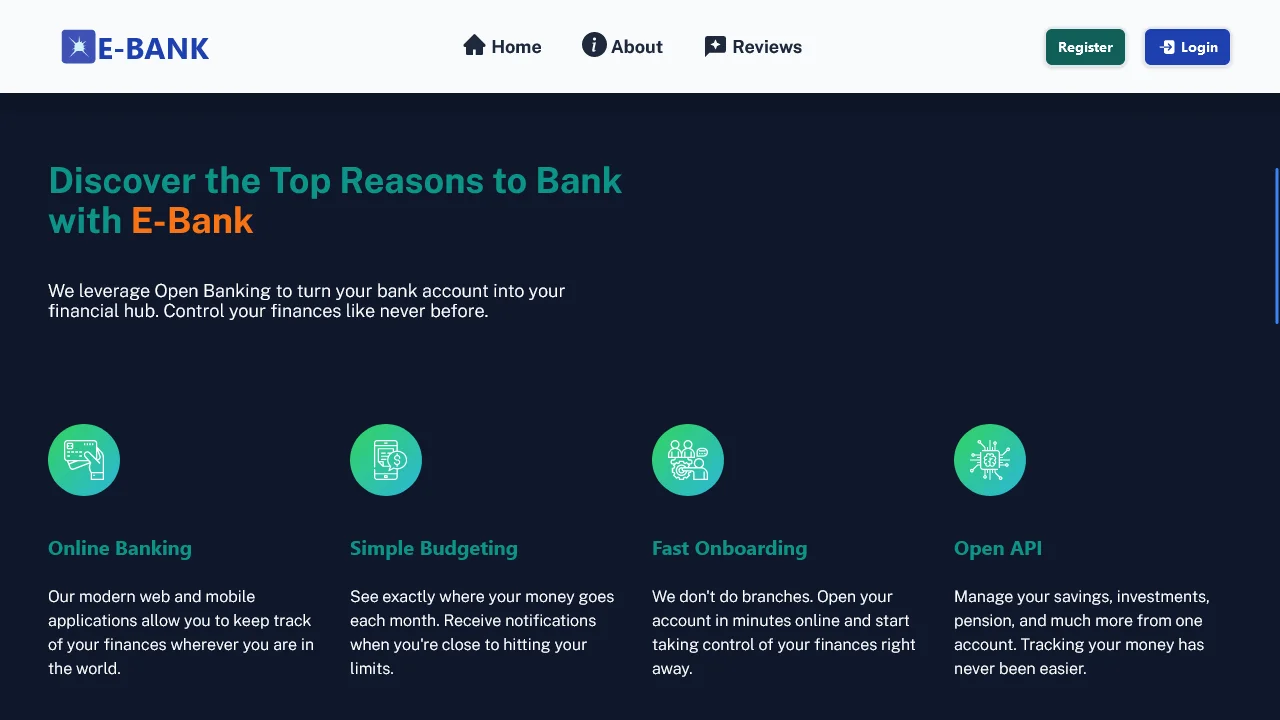 E-BANK
Home
About
Reviews
Register
Login
Discover the Top Reasons to Bank
with E-Bank
We leverage Open Banking to turn your bank account into your
financial hub. Control your finances like never before.
Online Banking
Our modern web and mobile
applications allow you to keep track
of your finances wherever you are in
the world.
Simple Budgeting
See exactly where your money goes
each month. Receive notifications
when you're close to hitting your
limits.
Fast Onboarding
We don't do branches. Open your
account in minutes online and start
taking control of your finances right
away.
Open API
Manage your savings, investments,
pension, and much more from one
account. Tracking your money has
never been easier.